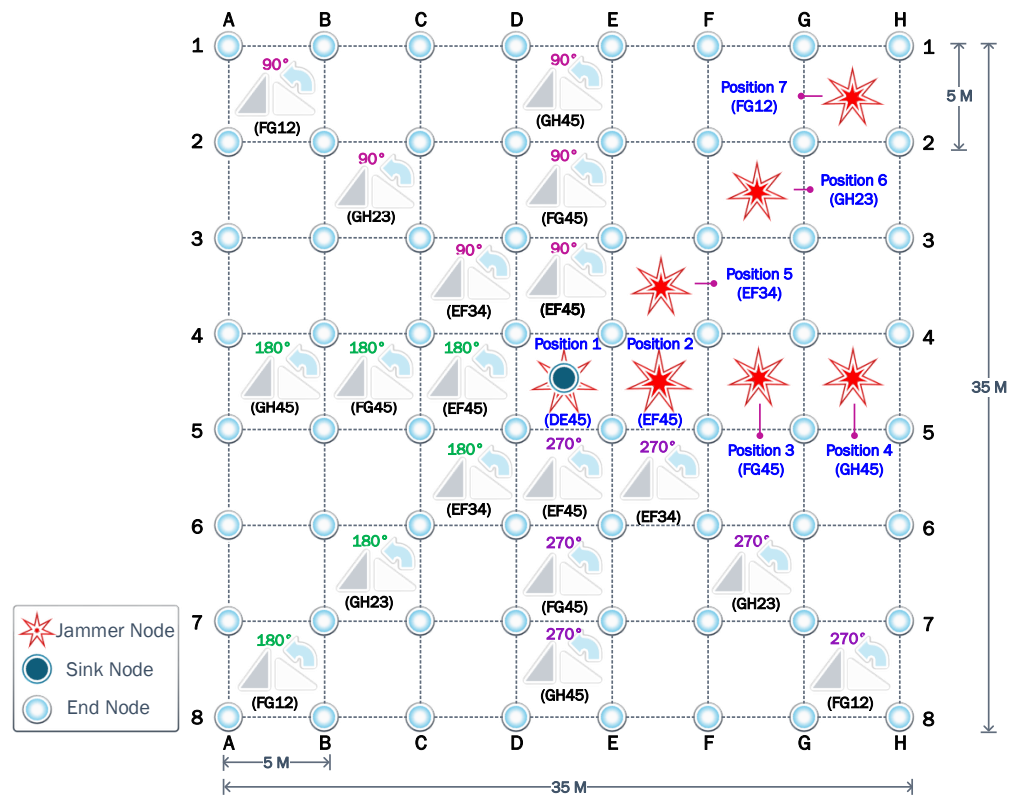 A B C D E F G H
1 1
90° 90°
Position 7
(FG12)
5 M
(FG12) (GH45)
2 2
90° 90°
Position 6
(GH23)
(GH23) (FG45)
3 3
90° 90°
Position 5
(EF34)
(EF34) (EF45)
4 4
180° 180° 180° Position 1 Position 2
35 M
(GH45) (FG45) (EF45) (DE45) (EF45)
5 5
180° 270° 270° Position 3 Position 4
(FG45) (GH45)
(EF34) (EF45) (EF34)
6 6
180° 270° 270°
(GH23) (FG45) (GH23)
Jammer Node
7 7
180° 270° 270°
Sink Node
(FG12) (GH45) (FG12)
End Node
8 8
A B C D E F G H
5 M
35 M